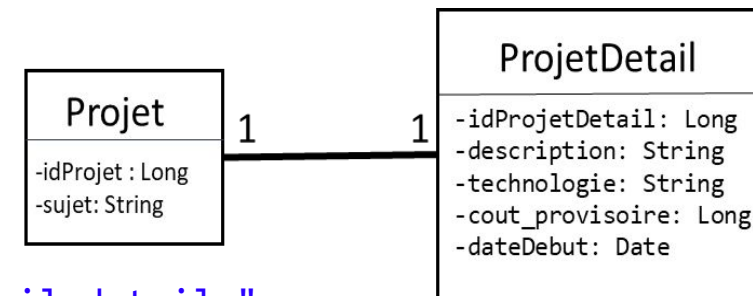 Projet
-idProjet : Long
-sujet: String
1
1
ProjetDetail
-idProjetDetail: Long
-description: String
-technologie: String
-cout_provisoire: Long
-dateDebut: Date